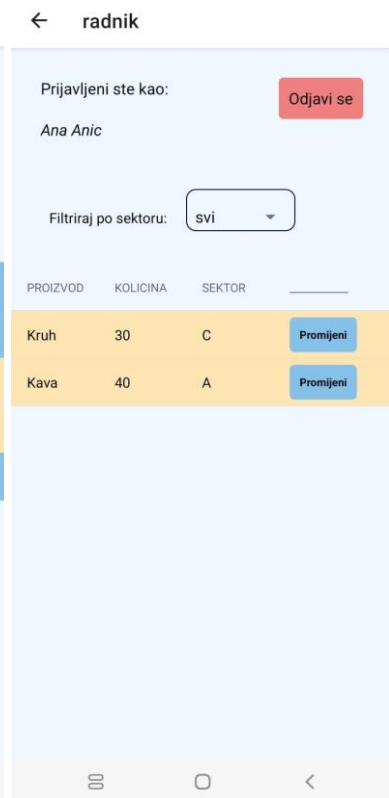 radnik
Prijavljeni ste kao:
Odjavi se
Ana Anic
Filtriraj po sektoru: svi
PROIZVOD KOLICINA SEKTOR
Kruh 30 C Promijeni
Kava 40 A Promijeni